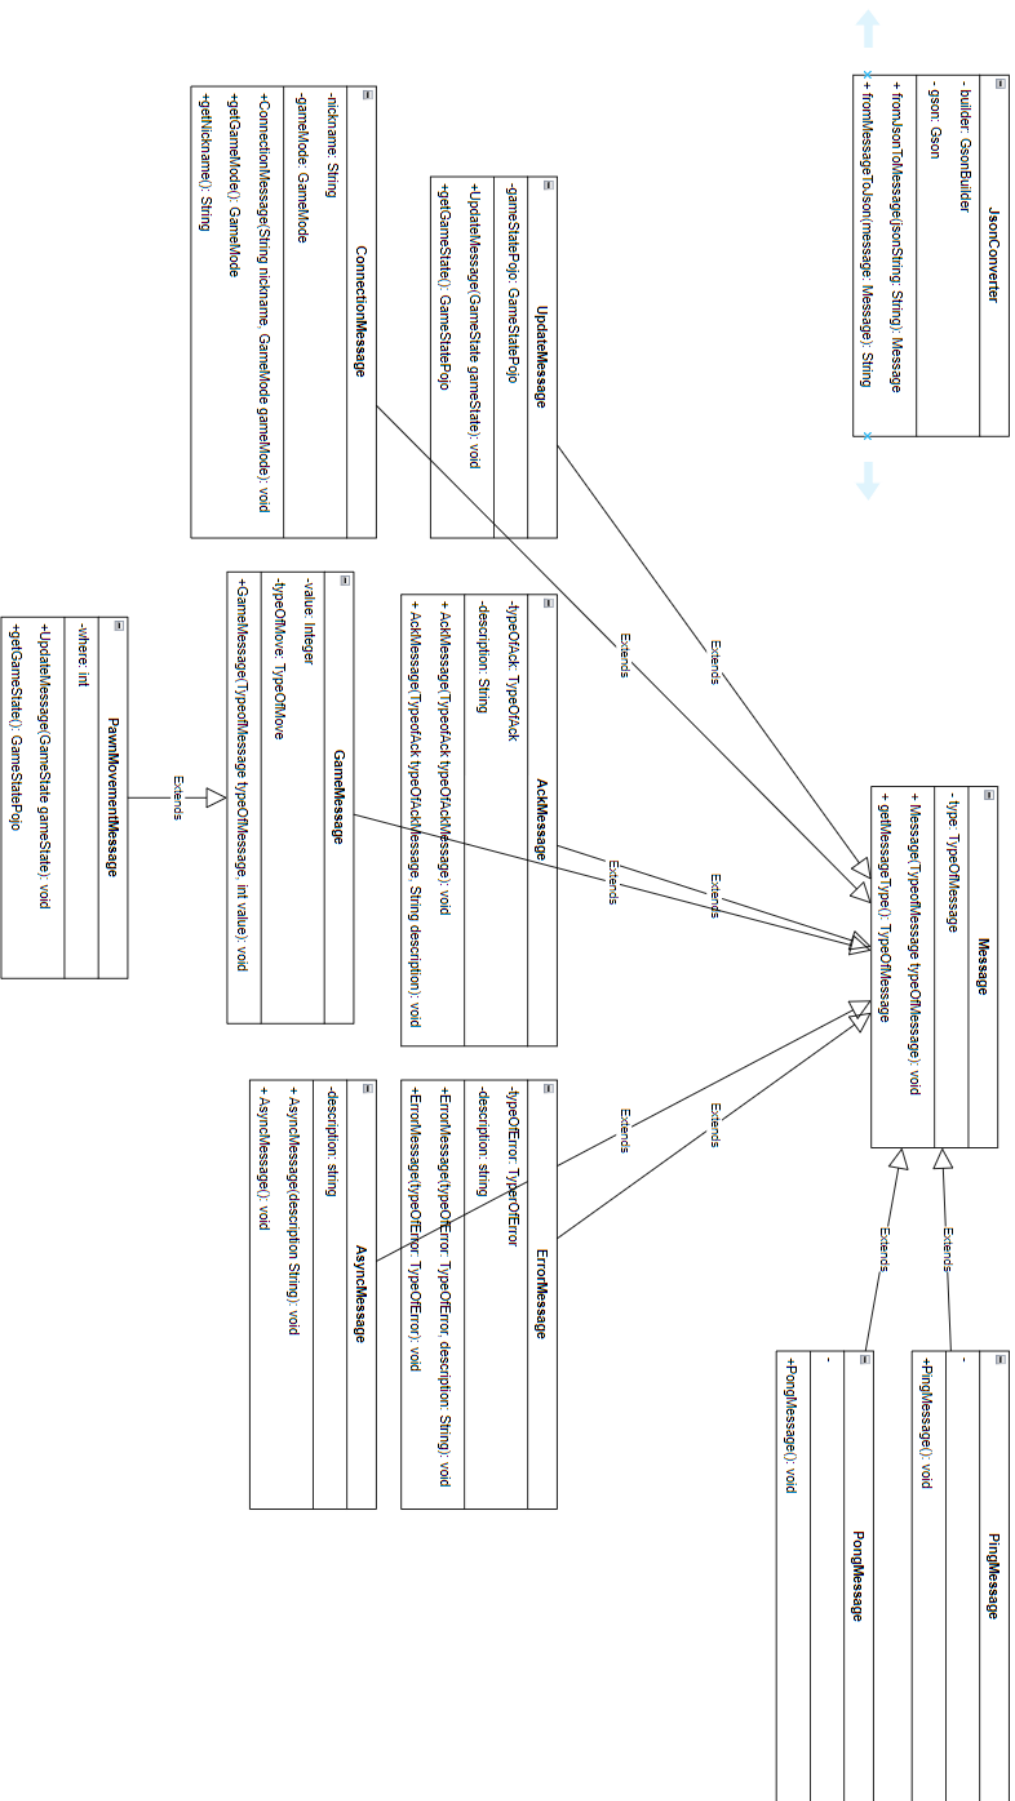 JsonConverter
- builder: GsonBuilder
- gson: Gson
+ fromJsonToMessage(jsonString: String): Message
+ fromMessageToJson(message: Message): String
Message
- type: TypeOfMessage
+ Message(TypeofMessage typeOfMessage): void
+ getMessageType(): TypeOfMessage
PingMessage
-
+PingMessage(): void
PongMessage
-
+PongMessage(): void
Extends
Extends
Extends
Extends
Extends
Extends
Extends
Extends
UpdateMessage
-gameStatePojo: GameStatePojo
+UpdateMessage(GameState gameState): void
+getGameState(): GameStatePojo
AckMessage
-typeOfAck: TypeOfAck
-description: String
+ AckMessage(TypeofAck typeOfAckMessage): void
+ AckMessage(TypeofAck typeOfAckMessage, String description): void
ErrorMessage
-typeOfError: TyperOfError
-description: string
+ErrorMessage(typeOfError: TypeOfError, description: String): void
+ErrorMessage(typeOfError: TypeOfError): void
ConnectionMessage
-nickname: String
-gameMode: GameMode
+ConnectionMessage(String nickname, GameMode gameMode): void
+getGameMode(): GameMode
+getNickname(): String
GameMessage
-value: Integer
-typeOfMove: TypeOfMove
+GameMessage(TypeofMessage typeOfMessage, int value): void
AsyncMessage
-description: string
+ AsyncMessage(description String): void
+ AsyncMessage(): void
Extends
PawnMovementMessage
-where: int
+UpdateMessage(GameState gameState): void
+getGameState(): GameStatePojo